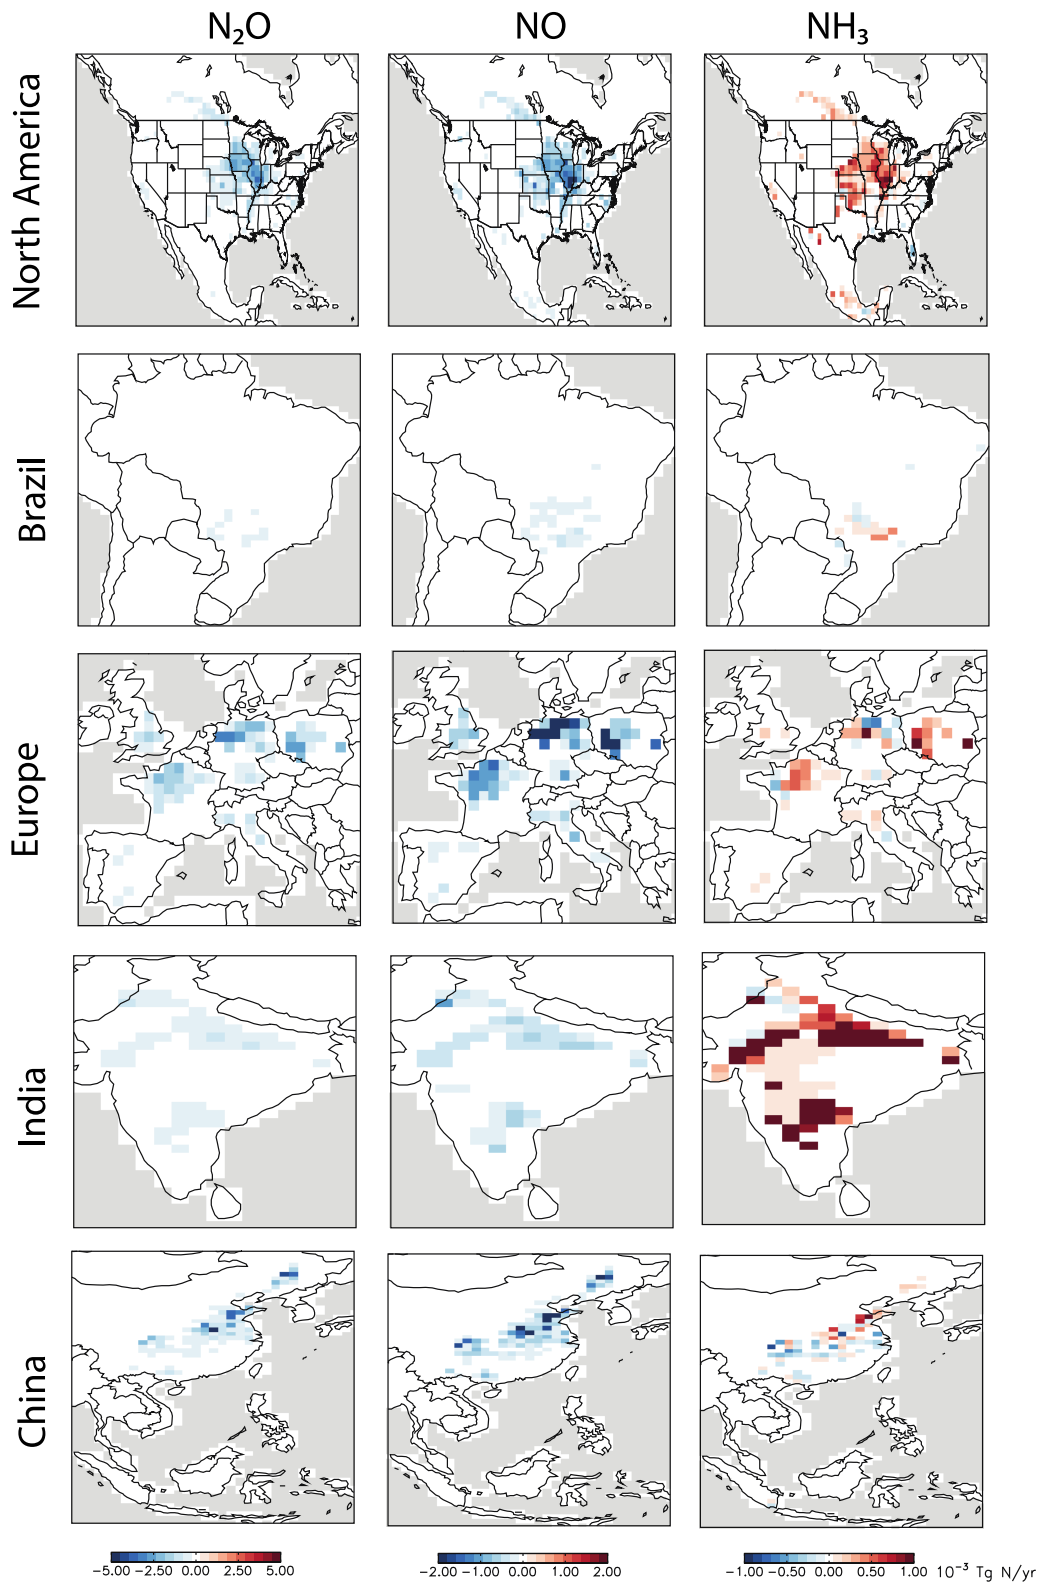 N₂O NO NH₃
North America
Brazil
Europe
India
China
-5.00 -2.50 0.00 2.50 5.00 -2.00 -1.00 0.00 1.00 2.00 -1.00 -0.50 0.00 0.50 1.00 10⁻³ Tg N/yr